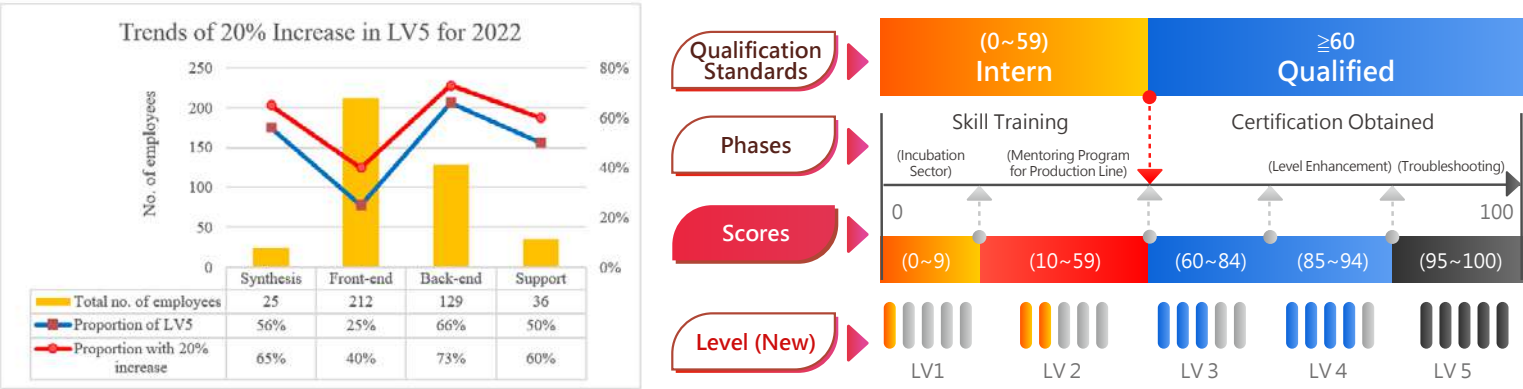 Trends of 20% Increase in LV5 for 2022
No. of employees
250
200
150
100
50
0
80%
60%
40%
20%
0%
Synthesis Front-end Back-end Support
Total no. of employees 25 212 129 36
Proportion of LV5 56% 25% 66% 50%
Proportion with 20%
increase
65% 40% 73% 60%
Qualification
Standards
(0~59)
Intern
≧60
Qualified
Phases
Skill Training
Certification Obtained
(Incubation
Sector)
(Mentoring Program
for Production Line)
(Level Enhancement) (Troubleshooting)
0 100
Scores
(0~9) (10~59) (60~84) (85~94) (95~100)
Level (New)
LV1 LV 2 LV 3 LV 4 LV 5